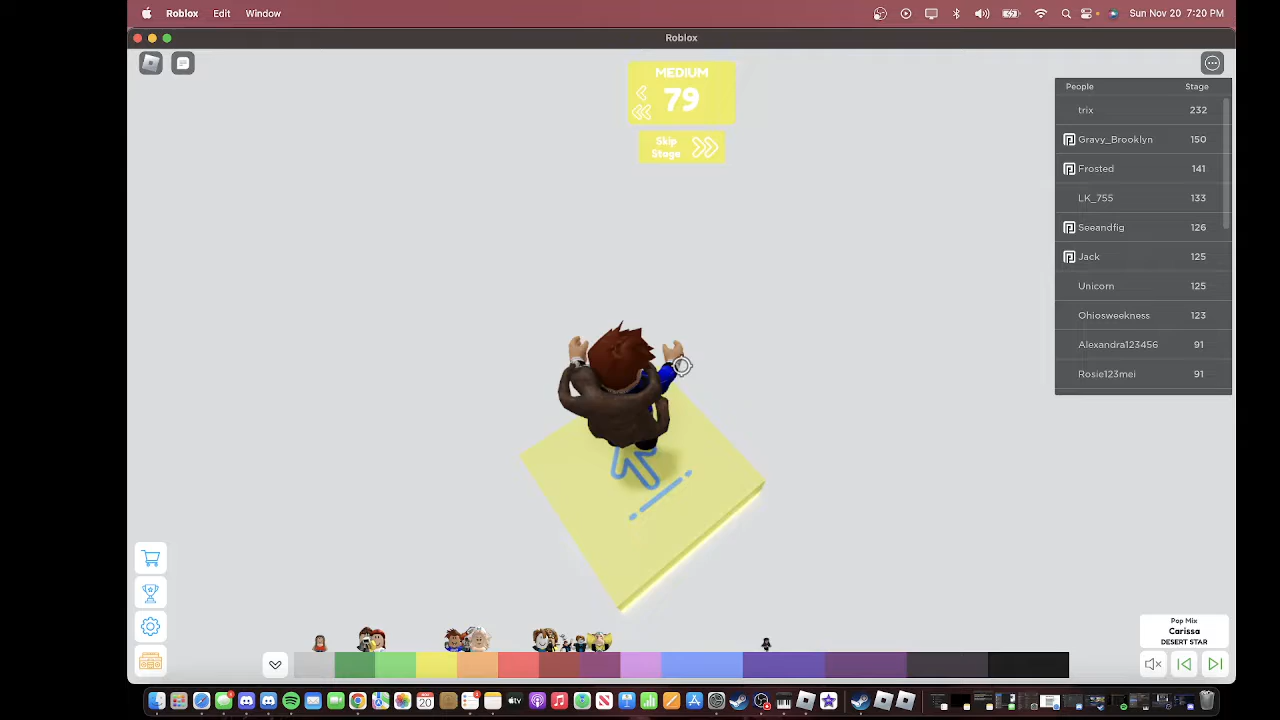 Roblox Edit Window Sun Nov 20 7:20 PM
Roblox
MEDIUM
79
Skip
Stage
People Stage
trix 232
Gravy_Brooklyn 150
Frosted 141
LK_755 133
Seeandfig 126
Jack 125
Unicorn 125
Ohiosweekness 123
Alexandra123456 91
Rosie123mei 91
Pop Mix
Carissa
DESERT STAR